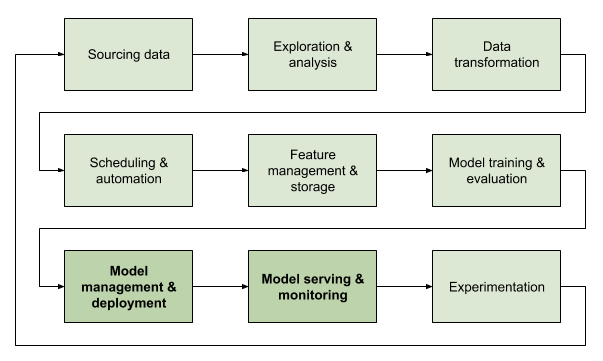 Sourcing data
Exploration &
analysis
Data
transformation
Scheduling &
automation
Feature
management &
storage
Model training &
evaluation
Model
management &
deployment
Model serving &
monitoring
Experimentation